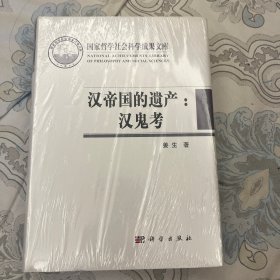 国家哲学社会科学成果文库
NATIONAL ACHIEVEMENTS LIBRARY
OF PHILOSOPHY AND SOCIAL SCIENCES
汉帝国的遗产:
汉鬼考
姜生 著
科学出版社